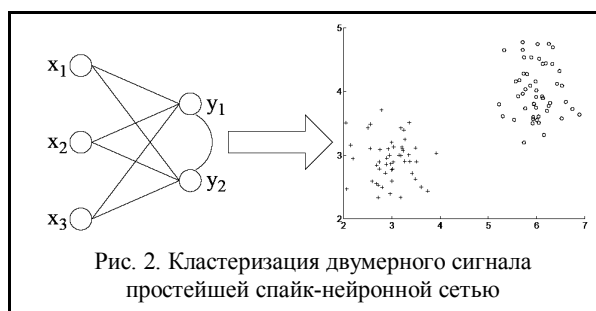 x1
x2
x3
y1
y2
5
4
3
2
2 3 4 5 6 7
Рис. 2. Кластеризация двумерного сигнала
простейшей спайк-нейронной сетью